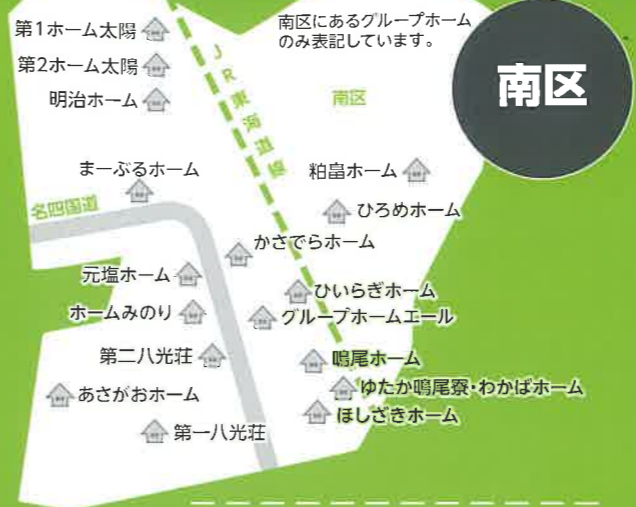 第1ホーム太陽
第2ホーム太陽
明治ホーム
南区にあるグループホーム
のみ表記しています。
南区
JR東海道線
南区
まーぶるホーム
粕畠ホーム
名四国道
ひろめホーム
かさでらホーム
元塩ホーム
ひいらぎホーム
ホームみのり
グループホームエール
第二八光荘
鳴尾ホーム
あさがおホーム
ゆたか鳴尾寮・わかばホーム
ほしざきホーム
第一八光荘